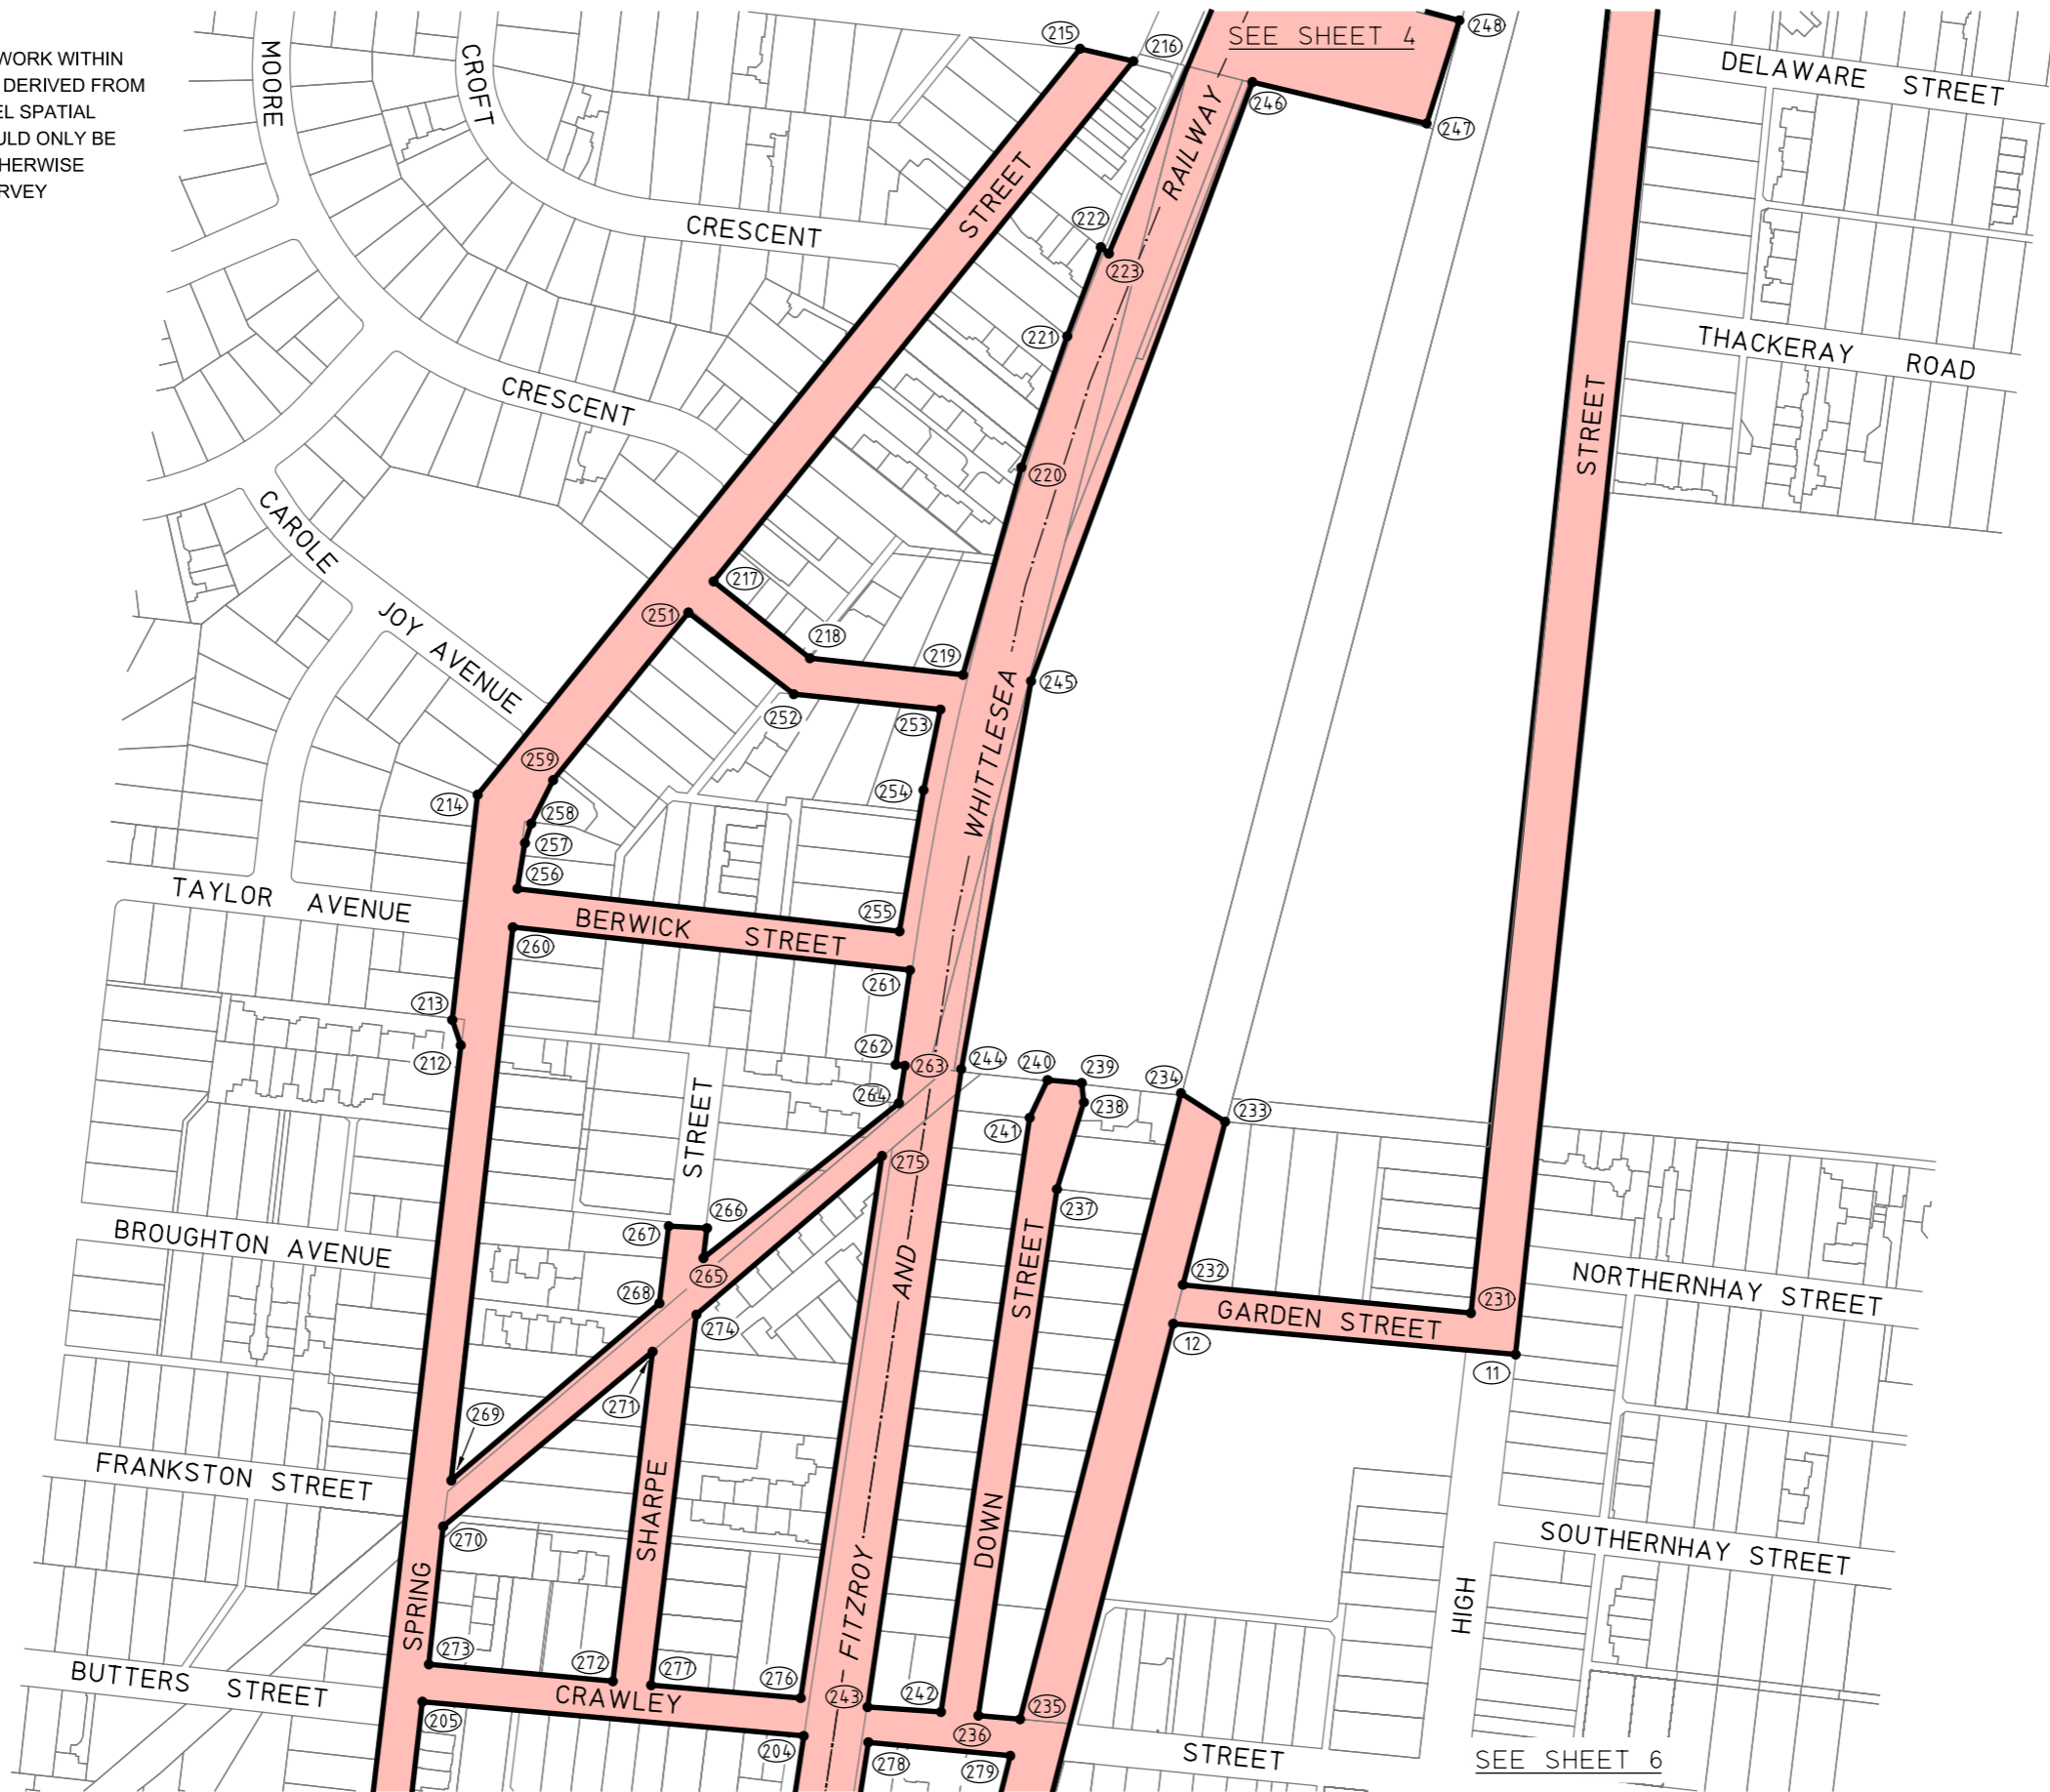 WORK WITHIN
DERIVED FROM
EL SPATIAL
ULD ONLY BE
HERWISE
RVEY
MOORE
CROFT
215
216
SEE SHEET 4
248
DELAWARE STREET
246
247
RAILWAY
STREET
CRESCENT
222
223
221
THACKERAY ROAD
CRESCENT
STREET
220
CAROLE
JOY AVENUE
217
251
218
219
245
252
253
WHITTLESEA
259
214
254
258
257
256
TAYLOR AVENUE
255
BERWICK STREET
260
261
213
212
262
263
244
240
239
234
264
238
233
241
STREET
275
237
266
267
BROUGHTON AVENUE
265
AND
STREET
232
NORTHERNHAY STREET
268
231
GARDEN STREET
274
12
11
271
269
FRANKSTON STREET
SHARPE
DOWN
SOUTHERNHAY STREET
270
FITZROY
SPRING
HIGH
273
272
277
276
BUTTERS STREET
CRAWLEY
243
242
235
205
236
204
278
279
STREET
SEE SHEET 6